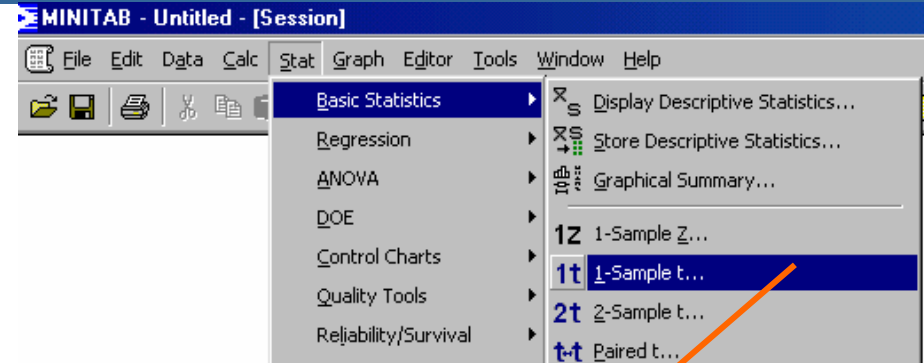 MINITAB - Untitled - [Session]
File Edit Data Calc Stat Graph Editor Tools Window Help
Basic Statistics
Regression
ANOVA
DOE
Control Charts
Quality Tools
Reliability/Survival
Display Descriptive Statistics...
Store Descriptive Statistics...
Graphical Summary...
1Z 1-Sample Z...
1t 1-Sample t...
2t 2-Sample t...
t-t Paired t...